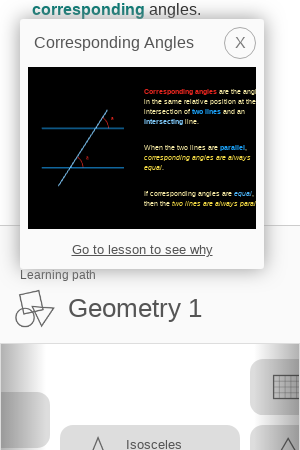 corresponding angles.
Corresponding Angles
X
Corresponding angles are the
in the same relative position at the
intersection of two lines and an
intersecting line.
When the two lines are parallel,
corresponding angles are always
equal.
If corresponding angles are equal,
then the two lines are always
Go to lesson to see why
Learning path
Geometry 1
Isosceles